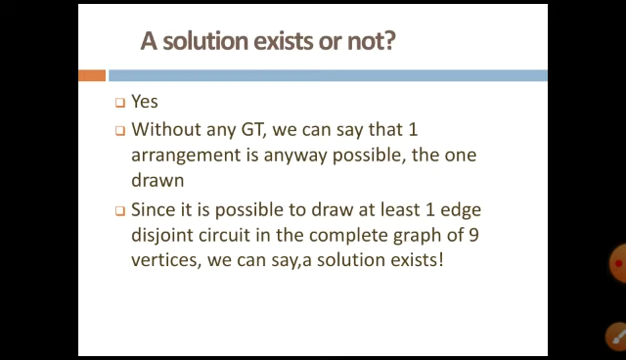 A solution exists or not?
Yes
Without any GT, we can say that 1
arrangement is anyway possible, the one
drawn
Since it is possible to draw at least 1 edge
disjoint circuit in the complete graph of 9
vertices, we can say,a solution exists!